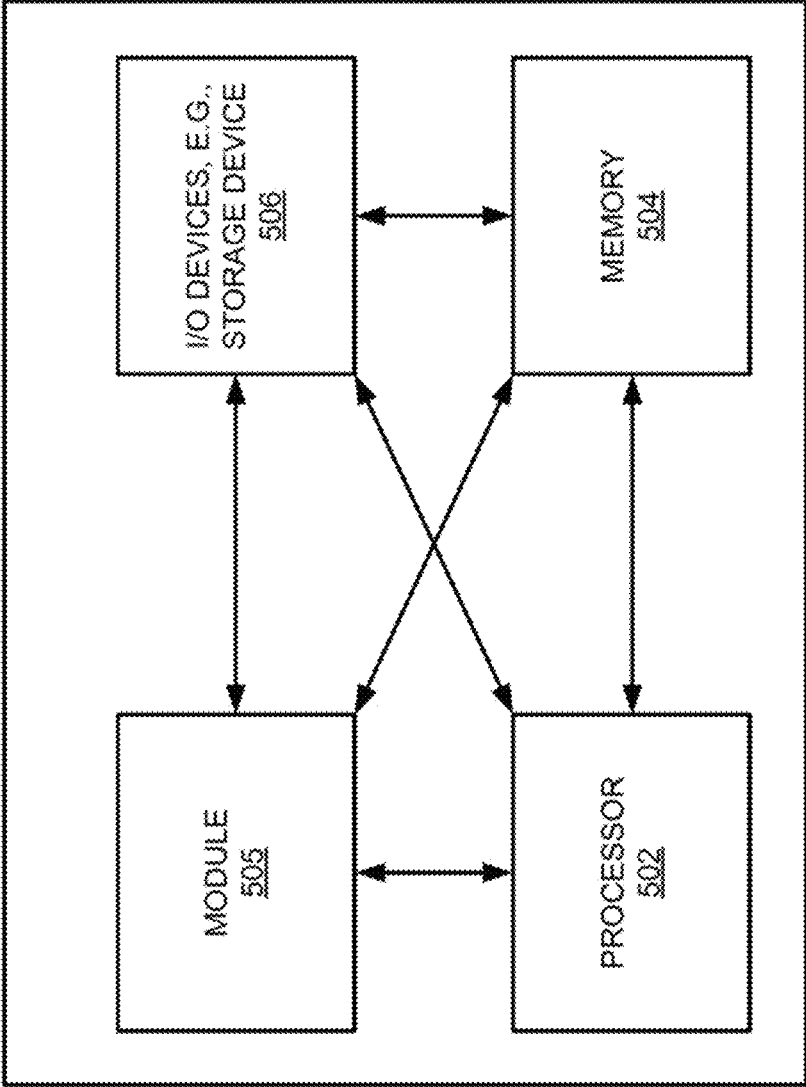 MODULE
505
I/O DEVICES, E.G.,
STORAGE DEVICE
506
PROCESSOR
502
MEMORY
504